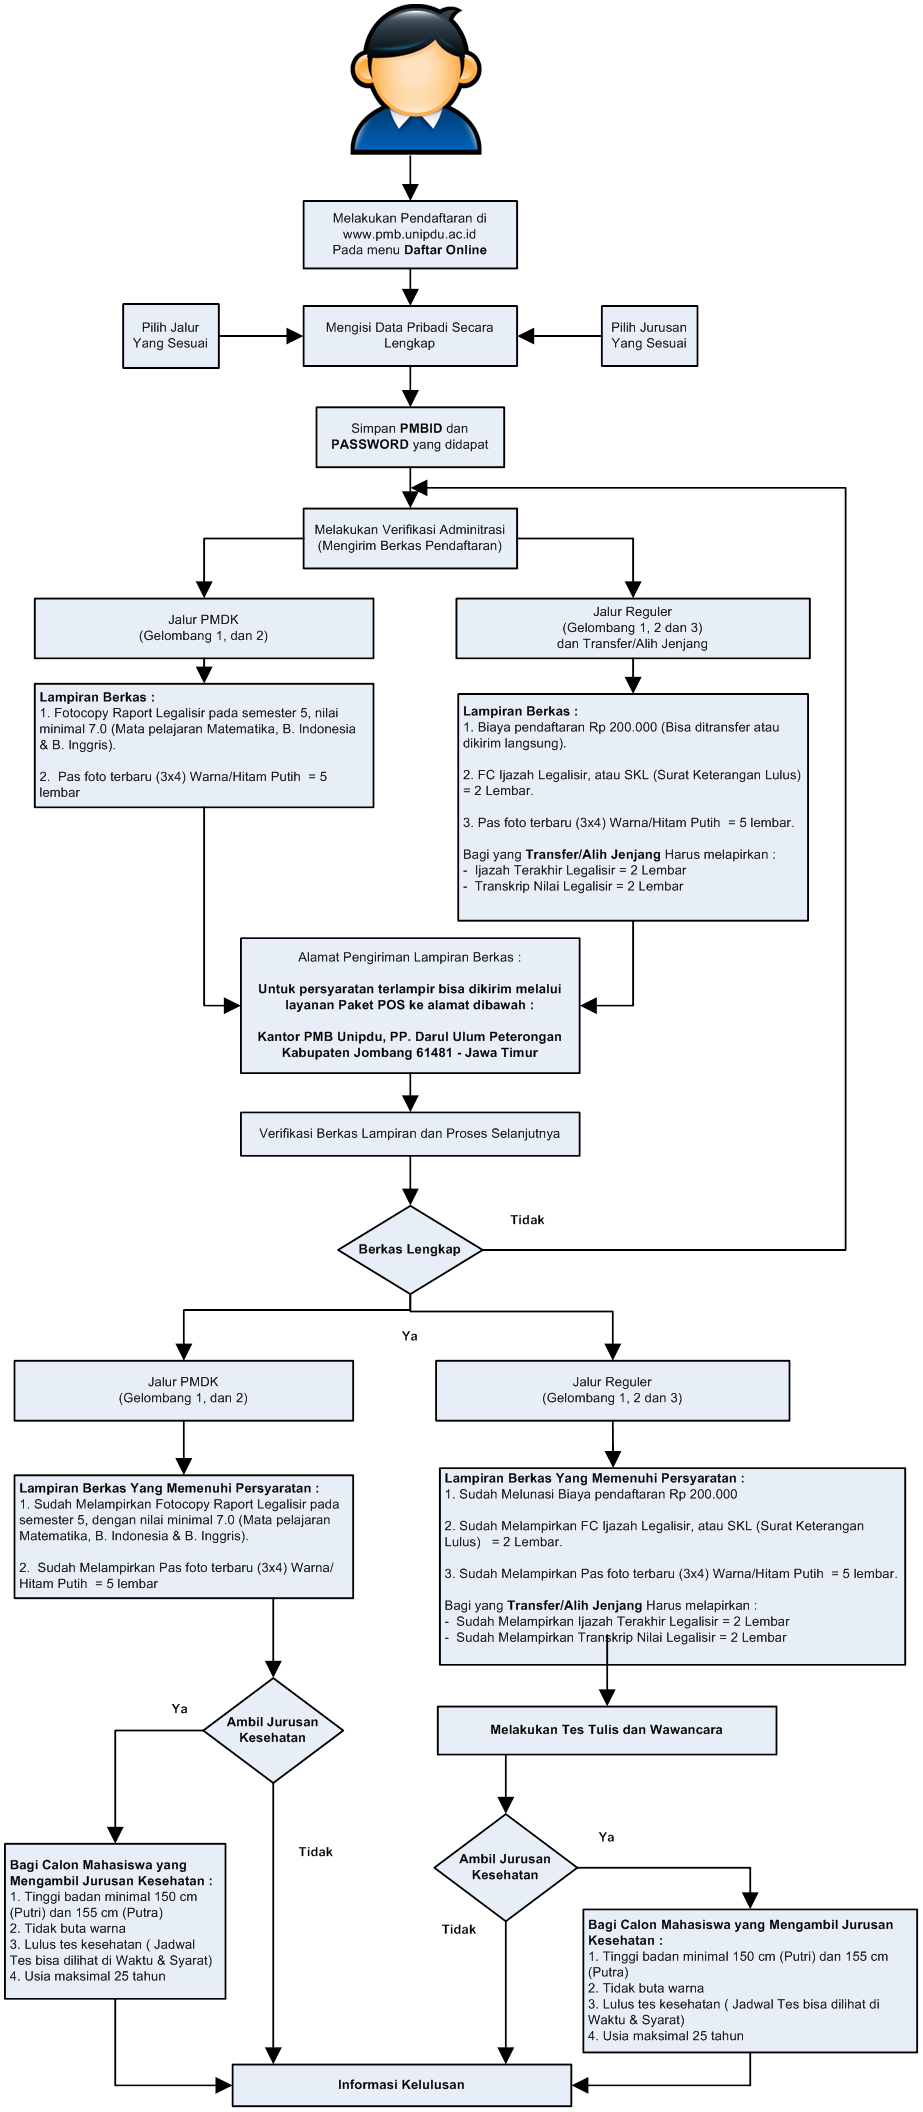 Melakukan Pendaftaran di
www.pmb.unipdu.ac.id
Pada menu Daftar Online
Pilih Jalur
Yang Sesuai
Mengisi Data Pribadi Secara
Lengkap
Pilih Jurusan
Yang Sesuai
Simpan PMBID dan
PASSWORD yang didapat
Melakukan Verifikasi Adminitrasi
(Mengirim Berkas Pendaftaran)
Jalur PMDK
(Gelombang 1, dan 2)
Jalur Reguler
(Gelombang 1, 2 dan 3)
dan Transfer/Alih Jenjang
Lampiran Berkas :
1. Fotocopy Raport Legalisir pada semester 5, nilai
minimal 7.0 (Mata pelajaran Matematika, B. Indonesia
& B. Inggris).
2. Pas foto terbaru (3x4) Warna/Hitam Putih = 5
lembar
Lampiran Berkas :
1. Biaya pendaftaran Rp 200.000 (Bisa ditransfer atau
dikirim langsung).
2. FC Ijazah Legalisir, atau SKL (Surat Keterangan Lulus)
= 2 Lembar.
3. Pas foto terbaru (3x4) Warna/Hitam Putih = 5 lembar.
Bagi yang Transfer/Alih Jenjang Harus melapirkan :
- Ijazah Terakhir Legalisir = 2 Lembar
- Transkrip Nilai Legalisir = 2 Lembar
Alamat Pengiriman Lampiran Berkas :
Untuk persyaratan terlampir bisa dikirim melalui
layanan Paket POS ke alamat dibawah :
Kantor PMB Unipdu, PP. Darul Ulum Peterongan
Kabupaten Jombang 61481 - Jawa Timur
Verifikasi Berkas Lampiran dan Proses Selanjutnya
Tidak
Berkas Lengkap
Ya
Jalur PMDK
(Gelombang 1, dan 2)
Jalur Reguler
(Gelombang 1, 2 dan 3)
Lampiran Berkas Yang Memenuhi Persyaratan :
1. Sudah Melampirkan Fotocopy Raport Legalisir pada
semester 5, dengan nilai minimal 7.0 (Mata pelajaran
Matematika, B. Indonesia & B. Inggris).
2. Sudah Melampirkan Pas foto terbaru (3x4) Warna/
Hitam Putih = 5 lembar
Lampiran Berkas Yang Memenuhi Persyaratan :
1. Sudah Melunasi Biaya pendaftaran Rp 200.000
2. Sudah Melampirkan FC Ijazah Legalisir, atau SKL (Surat Keterangan
Lulus) = 2 Lembar.
3. Sudah Melampirkan Pas foto terbaru (3x4) Warna/Hitam Putih = 5 lembar.
Bagi yang Transfer/Alih Jenjang Harus melapirkan :
- Sudah Melampirkan Ijazah Terakhir Legalisir = 2 Lembar
- Sudah Melampirkan Transkrip Nilai Legalisir = 2 Lembar
Ya
Ambil Jurusan
Kesehatan
Melakukan Tes Tulis dan Wawancara
Tidak
Ambil Jurusan
Kesehatan
Ya
Tidak
Bagi Calon Mahasiswa yang
Mengambil Jurusan Kesehatan :
1. Tinggi badan minimal 150 cm
(Putri) dan 155 cm (Putra)
2. Tidak buta warna
3. Lulus tes kesehatan ( Jadwal
Tes bisa dilihat di Waktu & Syarat)
4. Usia maksimal 25 tahun
Bagi Calon Mahasiswa yang Mengambil Jurusan
Kesehatan :
1. Tinggi badan minimal 150 cm (Putri) dan 155 cm
(Putra)
2. Tidak buta warna
3. Lulus tes kesehatan ( Jadwal Tes bisa dilihat di
Waktu & Syarat)
4. Usia maksimal 25 tahun
Informasi Kelulusan